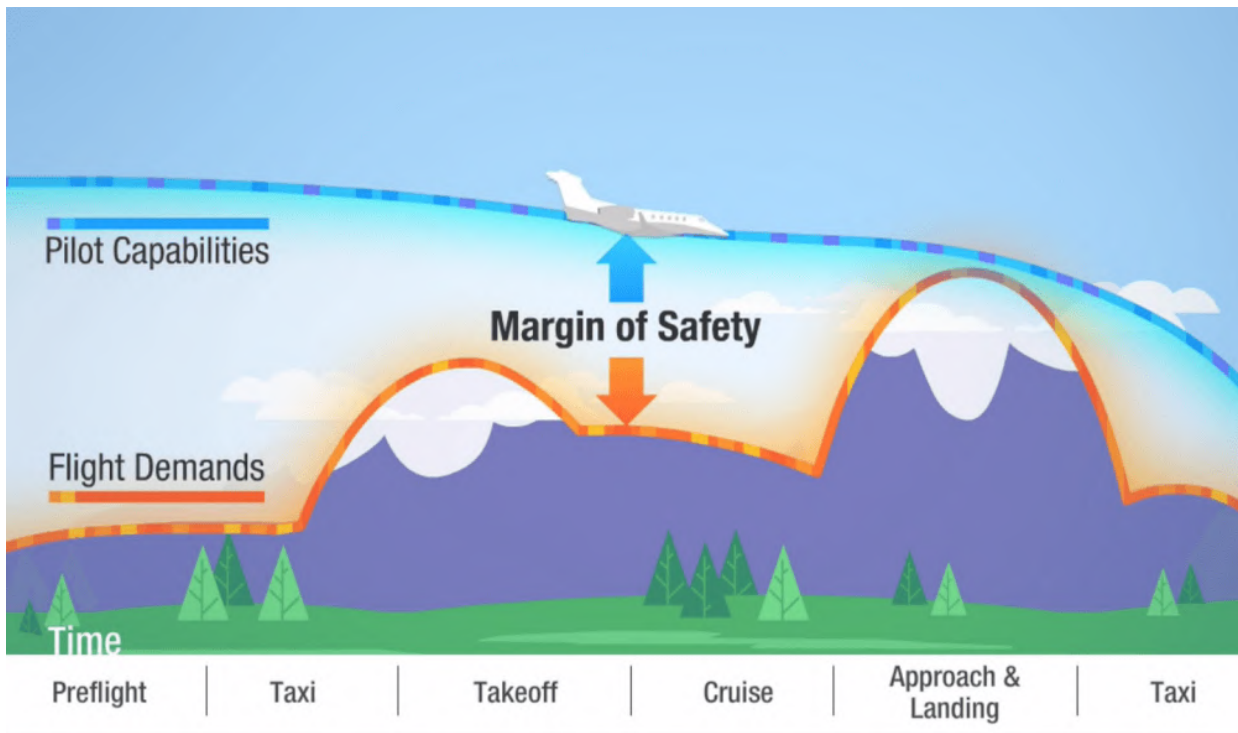 Pilot Capabilities
Margin of Safety
Flight Demands
Time
Preflight
Taxi
Takeoff
Cruise
Approach &
Landing
Taxi